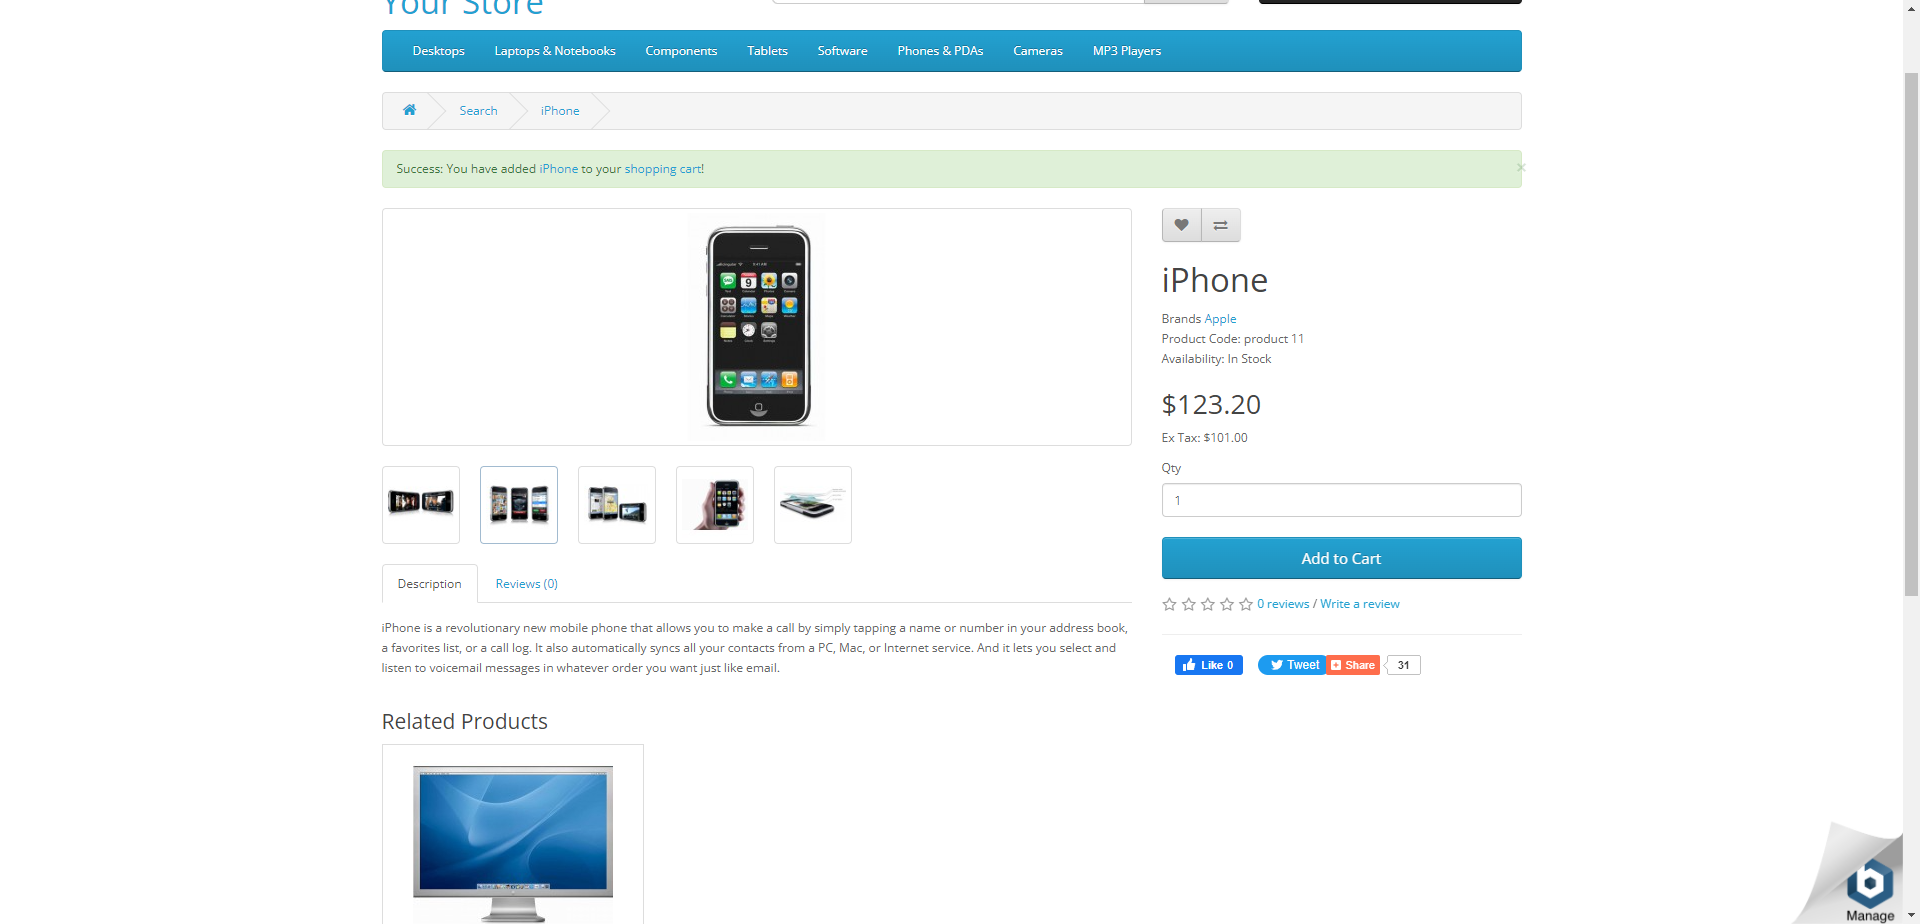 Your Store
Desktops Laptops & Notebooks Components Tablets Software Phones & PDAs Cameras MP3 Players
Search iPhone
Success: You have added iPhone to your shopping cart!
×
iPhone
Brands Apple
Product Code: product 11
Availability: In Stock
$123.20
Ex Tax: $101.00
Qty
1
Add to Cart
0 reviews / Write a review
Like 0 Tweet Share 31
Description Reviews (0)
iPhone is a revolutionary new mobile phone that allows you to make a call by simply tapping a name or number in your address book,
a favorites list, or a call log. It also automatically syncs all your contacts from a PC, Mac, or Internet service. And it lets you select and
listen to voicemail messages in whatever order you want just like email.
Related Products
Manage